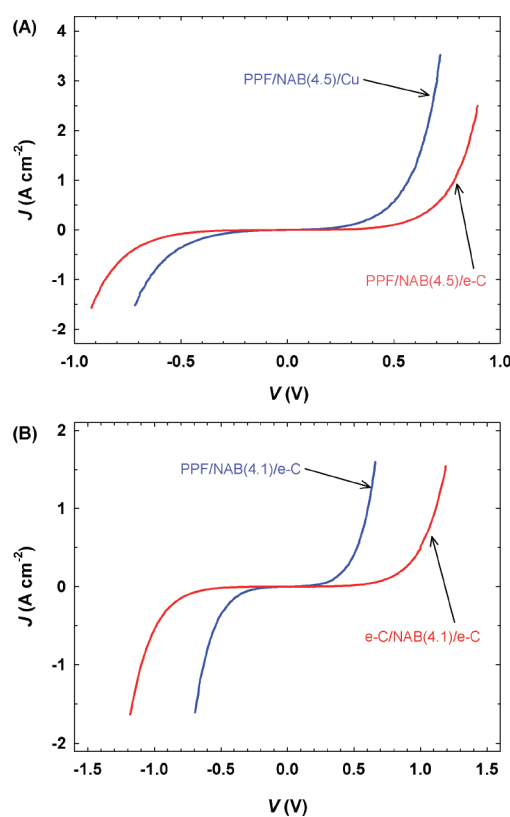 (A)
4
3
2
1
0
-1
-2
J (A cm-2)
PPF/NAB(4.5)/Cu
PPF/NAB(4.5)/e-C
-1.0 -0.5 0.0 0.5 1.0
V (V)
(B)
2
1
0
-1
-2
J (A cm-2)
PPF/NAB(4.1)/e-C
e-C/NAB(4.1)/e-C
-1.5 -1.0 -0.5 0.0 0.5 1.0 1.5
V (V)